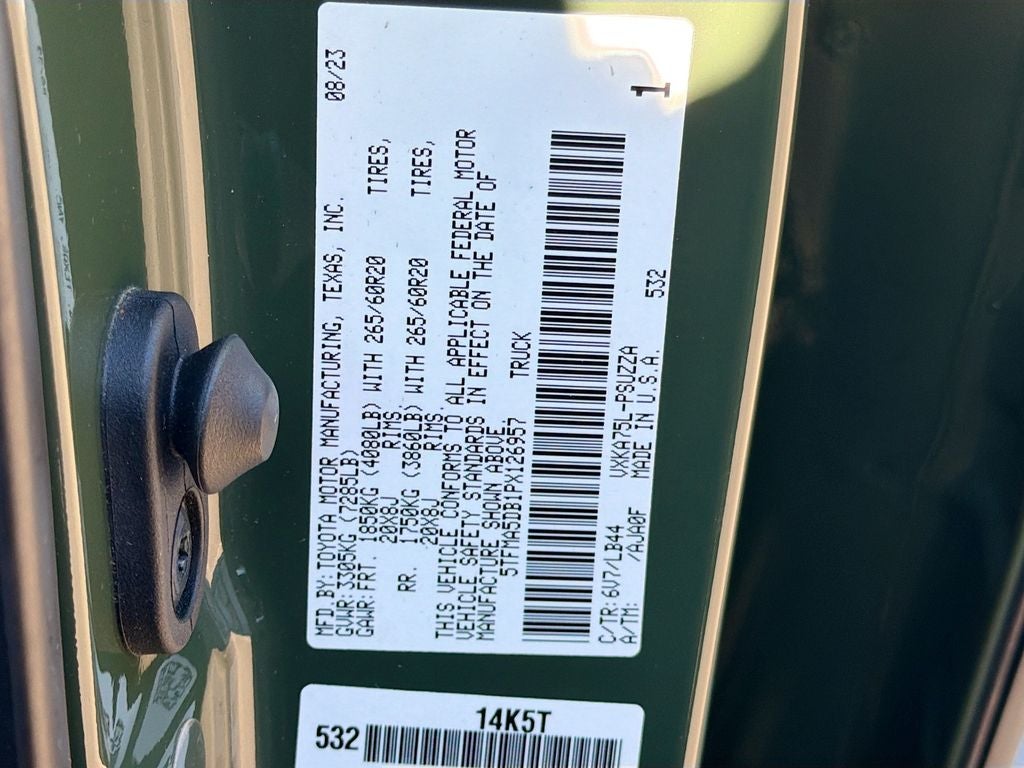 MFD.BY: TOYOTA MOTOR MANUFACTURING, TEXAS, INC. 08/23
GVWR: 3305KG (7285LB)
GAWR: FRT. 1850KG (4080LB) WITH 265/60R20 TIRES,
20X8J RIMS,
RR. 1750KG (3860LB) WITH 265/60R20 TIRES,
20X8J RIMS.
THIS VEHICLE CONFORMS TO ALL APPLICABLE FEDERAL MOTOR
VEHICLE SAFETY STANDARDS IN EFFECT ON THE DATE OF
MANUFACTURE SHOWN ABOVE.
5TFMA5DB1PX126957 TRUCK
C/TR: 6V7/LB44 VXKA75L-PSUZZA 532 1
A/TM: /AJA0F MADE IN U.S.A.
14K5T
532